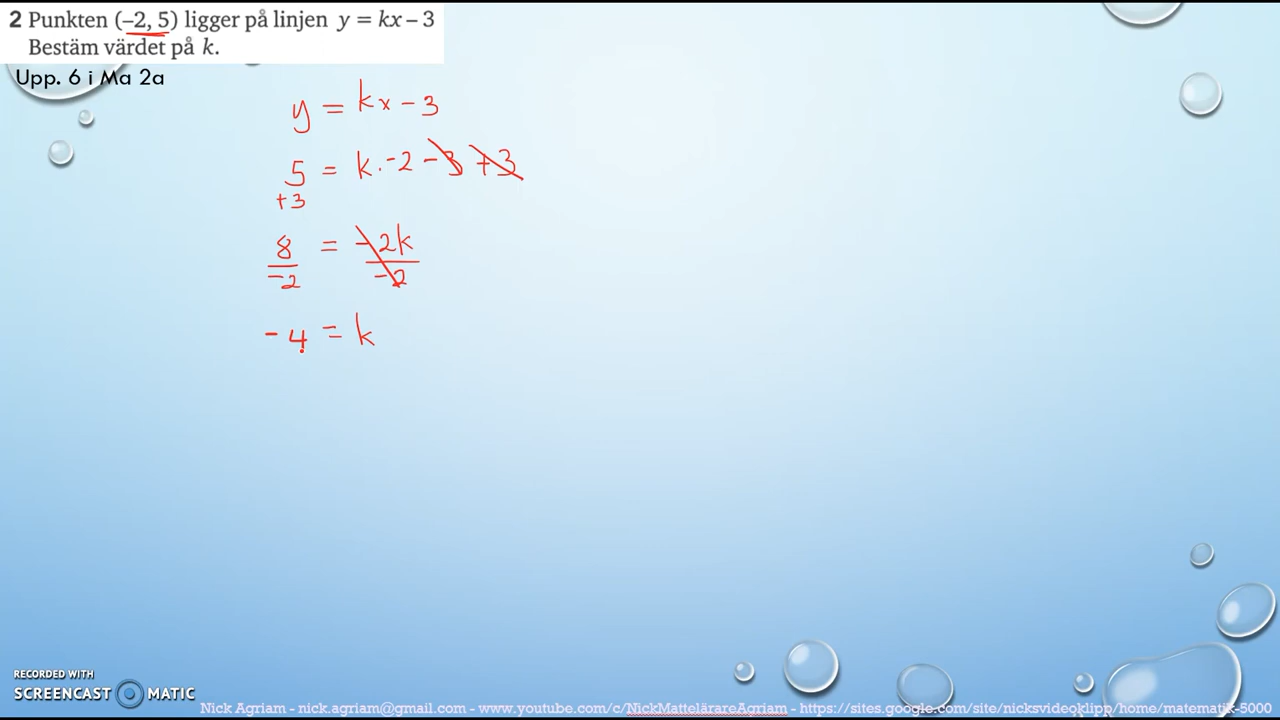 2 Punkten (–2, 5) ligger på linjen y = kx – 3
Bestäm värdet på k.
Upp. 6 i Ma 2a
y = kx - 3
5 = k·-2 -3 +3
+3
8 = -2k
-2 -2
-4 = k
RECORDED WITH
SCREENCAST MATIC
Nick Agriam - nick.agriam@gmail.com - www.youtube.com/c/NickMattelärareAgriam - https://sites.google.com/site/nicksvideoklipp/home/matematik-5000